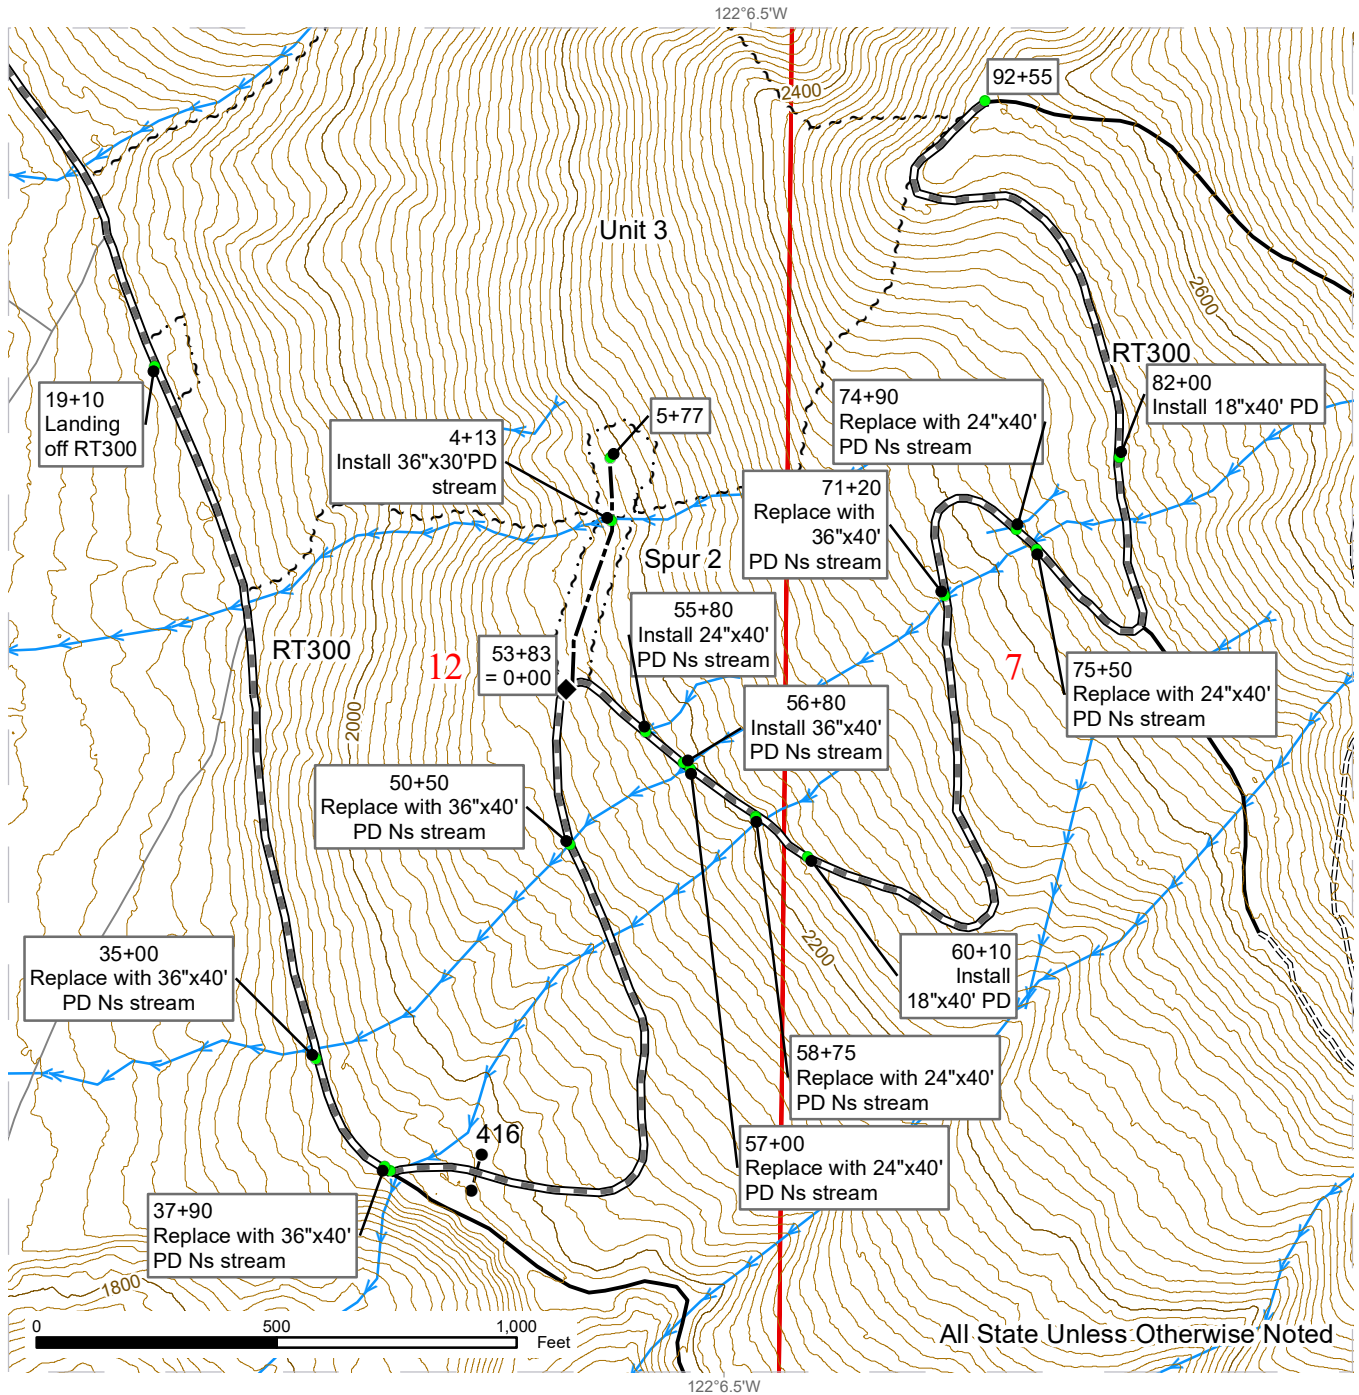 122°6.5'W
92+55
2400
Unit 3
2600
RT300
82+00
Install 18"x40' PD
74+90
Replace with 24"x40'
PD Ns stream
19+10
Landing
off RT300
5+77
4+13
Install 36"x30'PD
stream
71+20
Replace with
36"x40'
PD Ns stream
Spur 2
55+80
Install 24"x40'
PD Ns stream
RT300
12
53+83
= 0+00
7
75+50
Replace with 24"x40'
PD Ns stream
56+80
Install 36"x40'
PD Ns stream
2000
50+50
Replace with 36"x40'
PD Ns stream
2200
35+00
Replace with 36"x40'
PD Ns stream
60+10
Install
18"x40' PD
58+75
Replace with 24"x40'
PD Ns stream
416
57+00
Replace with 24"x40'
PD Ns stream
37+90
Replace with 36"x40'
PD Ns stream
1800
0 500 1,000
Feet
All State Unless Otherwise Noted
122°6.5'W